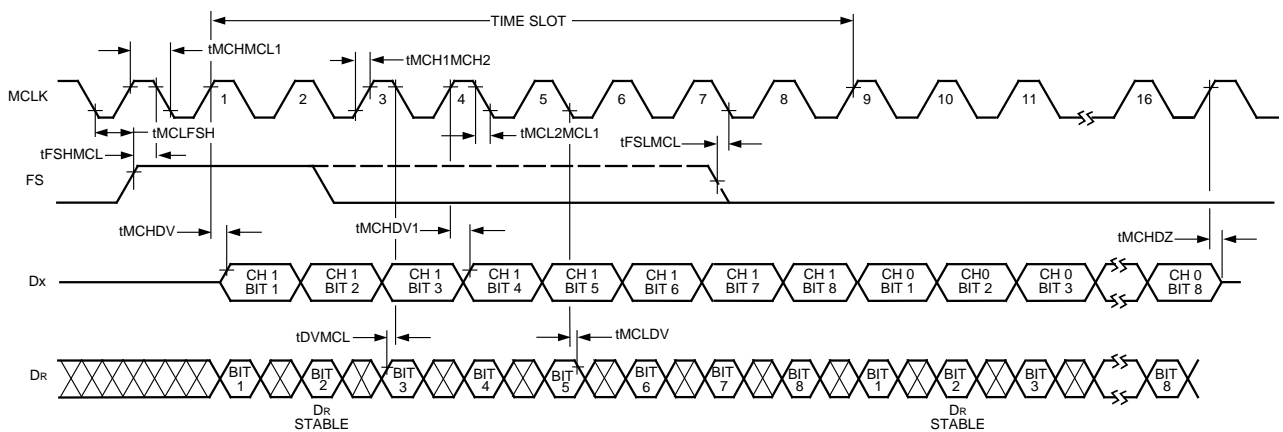 TIME SLOT
tMCHMCL1
tMCH1MCH2
MCLK
1 2 3 4 5 6 7 8 9 10 11 16
tMCLFSH
tMCL2MCL1
tFSHMCL
tFSLMCL
FS
tMCHDV
tMCHDV1
tMCHDZ
DX
CH 1 CH 1 CH 1 CH 1 CH 1 CH 1 CH 1 CH 1 CH 0 CH0 CH 0 CH 0
BIT 1 BIT 2 BIT 3 BIT 4 BIT 5 BIT 6 BIT 7 BIT 8 BIT 1 BIT 2 BIT 3 BIT 8
tDVMCL
tMCLDV
DR
BIT BIT BIT BIT BIT BIT BIT BIT BIT BIT BIT BIT
1 2 3 4 5 6 7 8 1 2 3 8
DR DR
STABLE STABLE